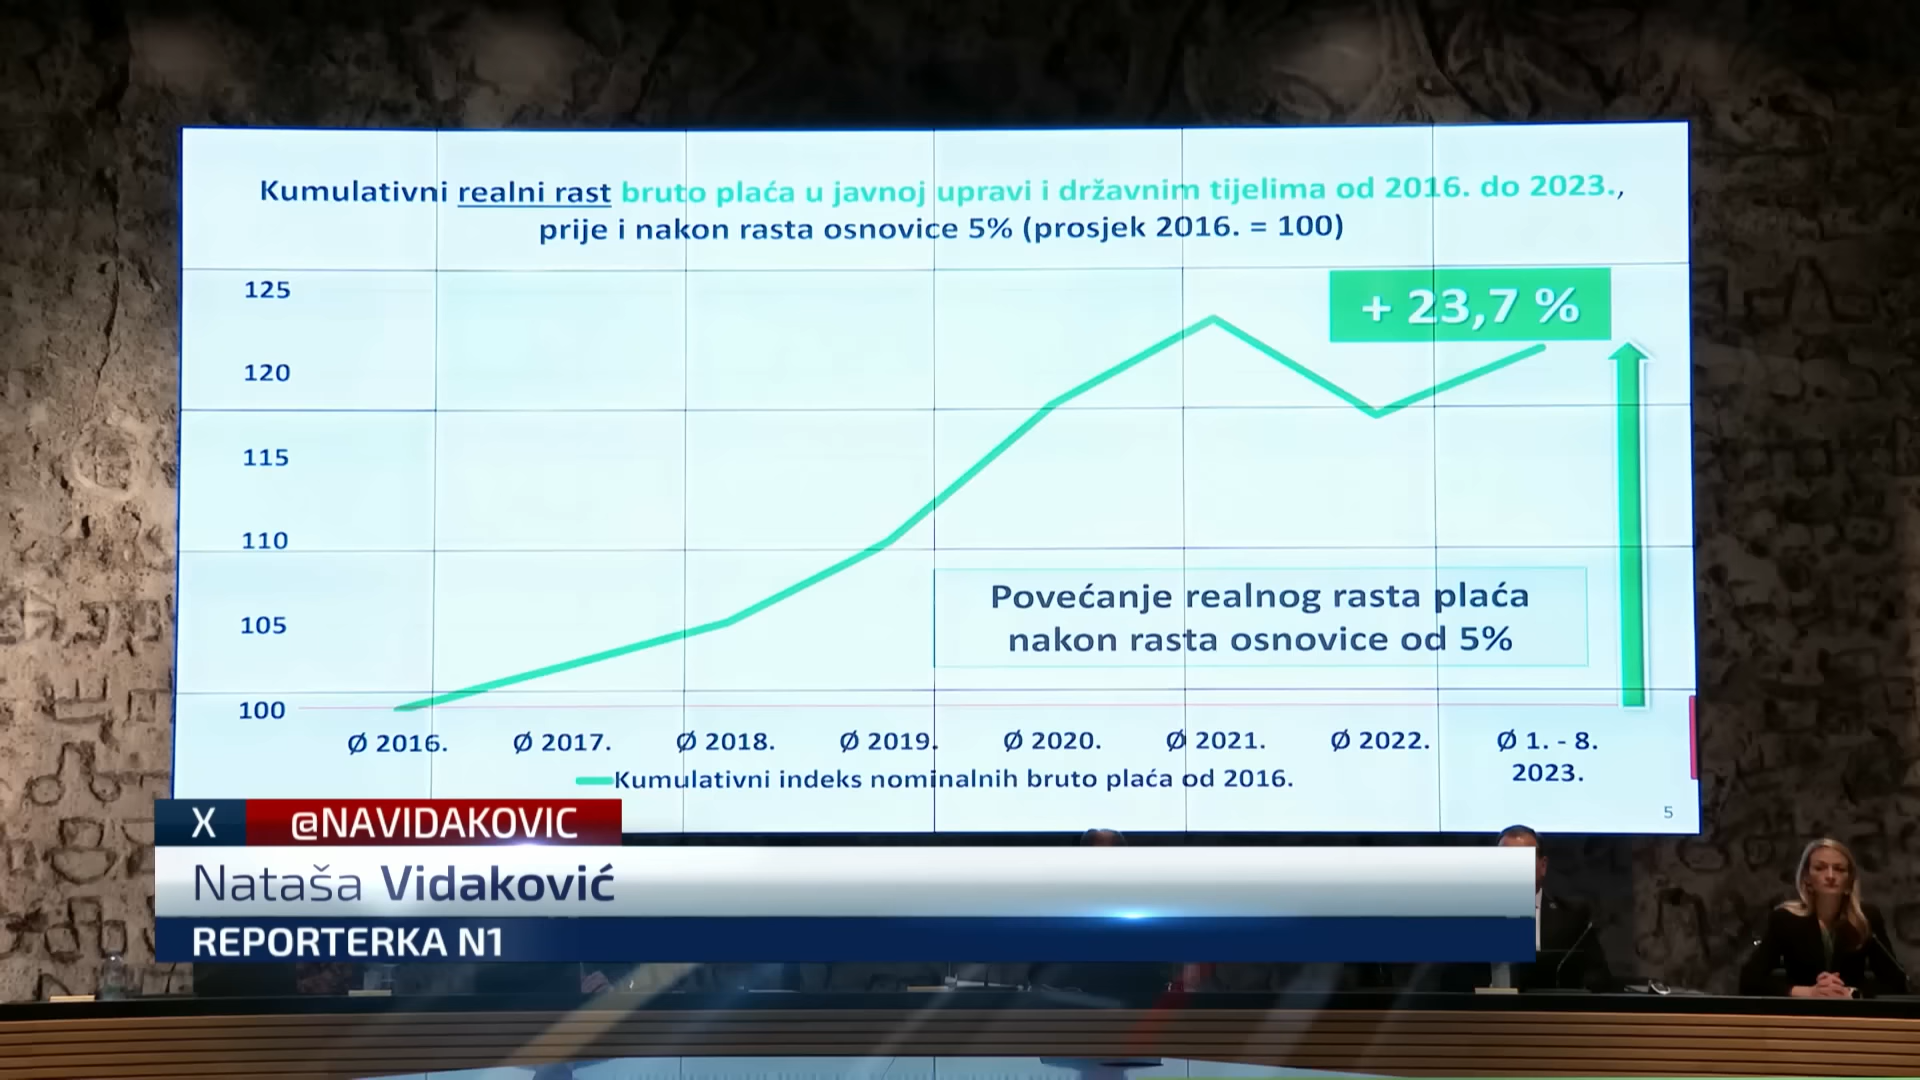 Kumulativni realni rast bruto plaća u javnoj upravi i državnim tijelima od 2016. do 2023.,
prije i nakon rasta osnovice 5% (prosjek 2016. = 100)
125
+ 23,7 %
120
115
110
Povećanje realnog rasta plaća
nakon rasta osnovice od 5%
105
100
Ø 2016. Ø 2017. Ø 2018. Ø 2019. Ø 2020. Ø 2021. Ø 2022. Ø 1. - 8.
2023.
Kumulativni indeks nominalnih bruto plaća od 2016.
5
X @NAVIDAKOVIC
Nataša Vidaković
REPORTERKA N1